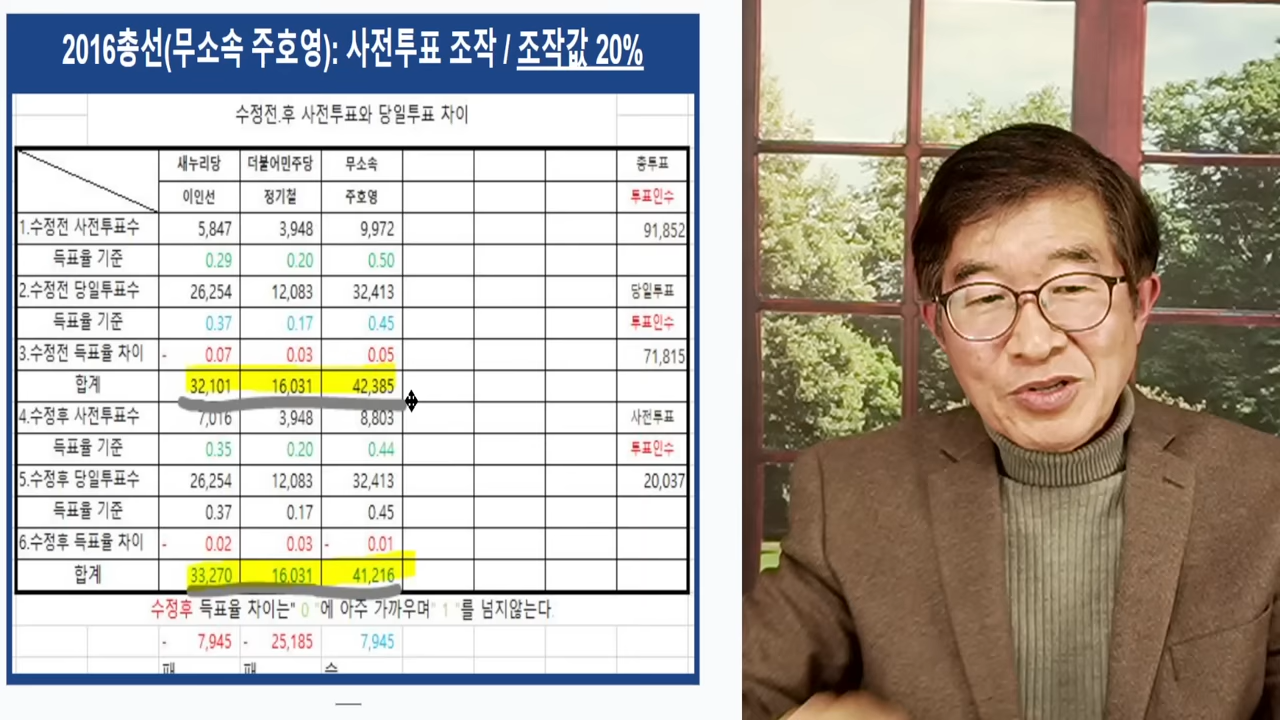 2016총선(무소속 주호영): 사전투표 조작 / 조작값 20%
수정전.후 사전투표와 당일투표 차이
새누리당 더불어민주당 무소속 총투표
이인선 정기철 주호영 투표인수
1.수정전 사전투표수 5,847 3,948 9,972 91,852
득표율 기준 0.29 0.20 0.50
2.수정전 당일투표수 26,254 12,083 32,413 당일투표
득표율 기준 0.37 0.17 0.45 투표인수
3.수정전 득표율 차이 - 0.07 0.03 0.05 71,815
합계 32,101 16,031 42,385
4.수정후 사전투표수 7,016 3,948 8,803 사전투표
득표율 기준 0.35 0.20 0.44 투표인수
5.수정후 당일투표수 26,254 12,083 32,413 20,037
득표율 기준 0.37 0.17 0.45
6.수정후 득표율 차이 - 0.02 0.03 - 0.01
합계 33,270 16,031 41,216
수정후 득표율 차이는" 0 "에 아주 가까우며" 1 "를 넘지않는다.
- 7,945 - 25,185 7,945